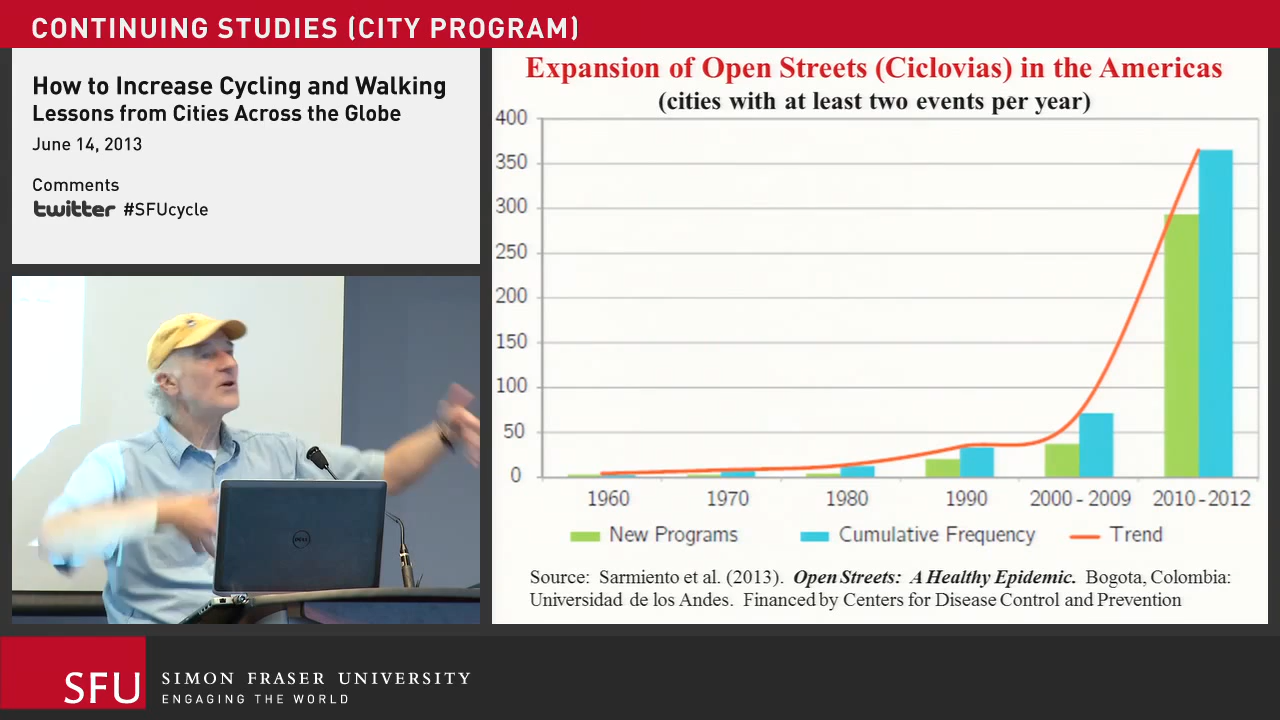 CONTINUING STUDIES (CITY PROGRAM)
How to Increase Cycling and Walking
Lessons from Cities Across the Globe
June 14, 2013
Comments
twitter #SFUcycle
Expansion of Open Streets (Ciclovias) in the Americas
(cities with at least two events per year)
400
350
300
250
200
150
100
50
0
1960 1970 1980 1990 2000 - 2009 2010 -2012
New Programs Cumulative Frequency Trend
Source: Sarmiento et al. (2013). Open Streets: A Healthy Epidemic. Bogota, Colombia:
Universidad de los Andes. Financed by Centers for Disease Control and Prevention
DELL
SFU SIMON FRASER UNIVERSITY
ENGAGING THE WORLD